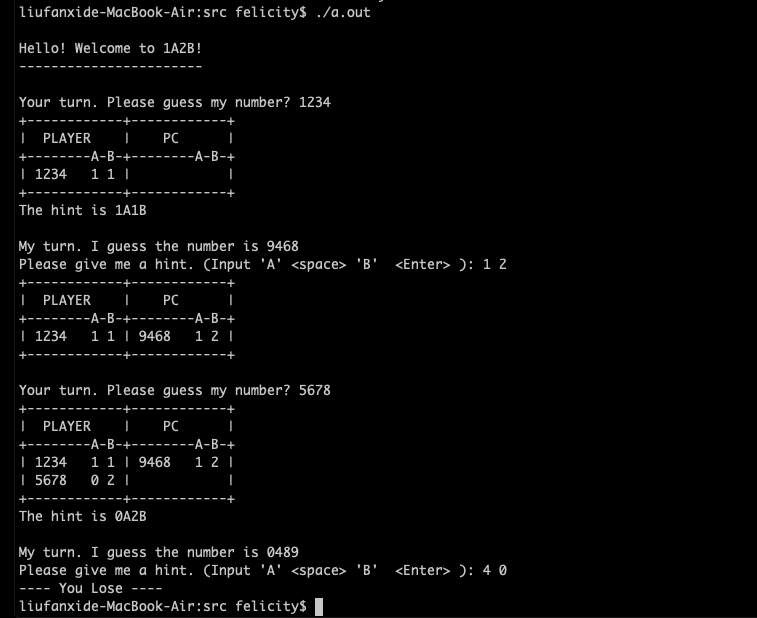 liufanxide-MacBook-Air:src felicity$ ./a.out
Hello! Welcome to 1A2B!
-----------------------
Your turn. Please guess my number? 1234
+------------+------------+
|  PLAYER    |    PC      |
+--------A-B-+--------A-B-+
| 1234   1 1 |            |
+------------+------------+
The hint is 1A1B
My turn. I guess the number is 9468
Please give me a hint. (Input 'A' <space> 'B'  <Enter> ): 1 2
+------------+------------+
|  PLAYER    |    PC      |
+--------A-B-+--------A-B-+
| 1234   1 1 | 9468   1 2 |
+------------+------------+
Your turn. Please guess my number? 5678
+------------+------------+
|  PLAYER    |    PC      |
+--------A-B-+--------A-B-+
| 1234   1 1 | 9468   1 2 |
| 5678   0 2 |            |
+------------+------------+
The hint is 0A2B
My turn. I guess the number is 0489
Please give me a hint. (Input 'A' <space> 'B'  <Enter> ): 4 0
---- You Lose ----
liufanxide-MacBook-Air:src felicity$